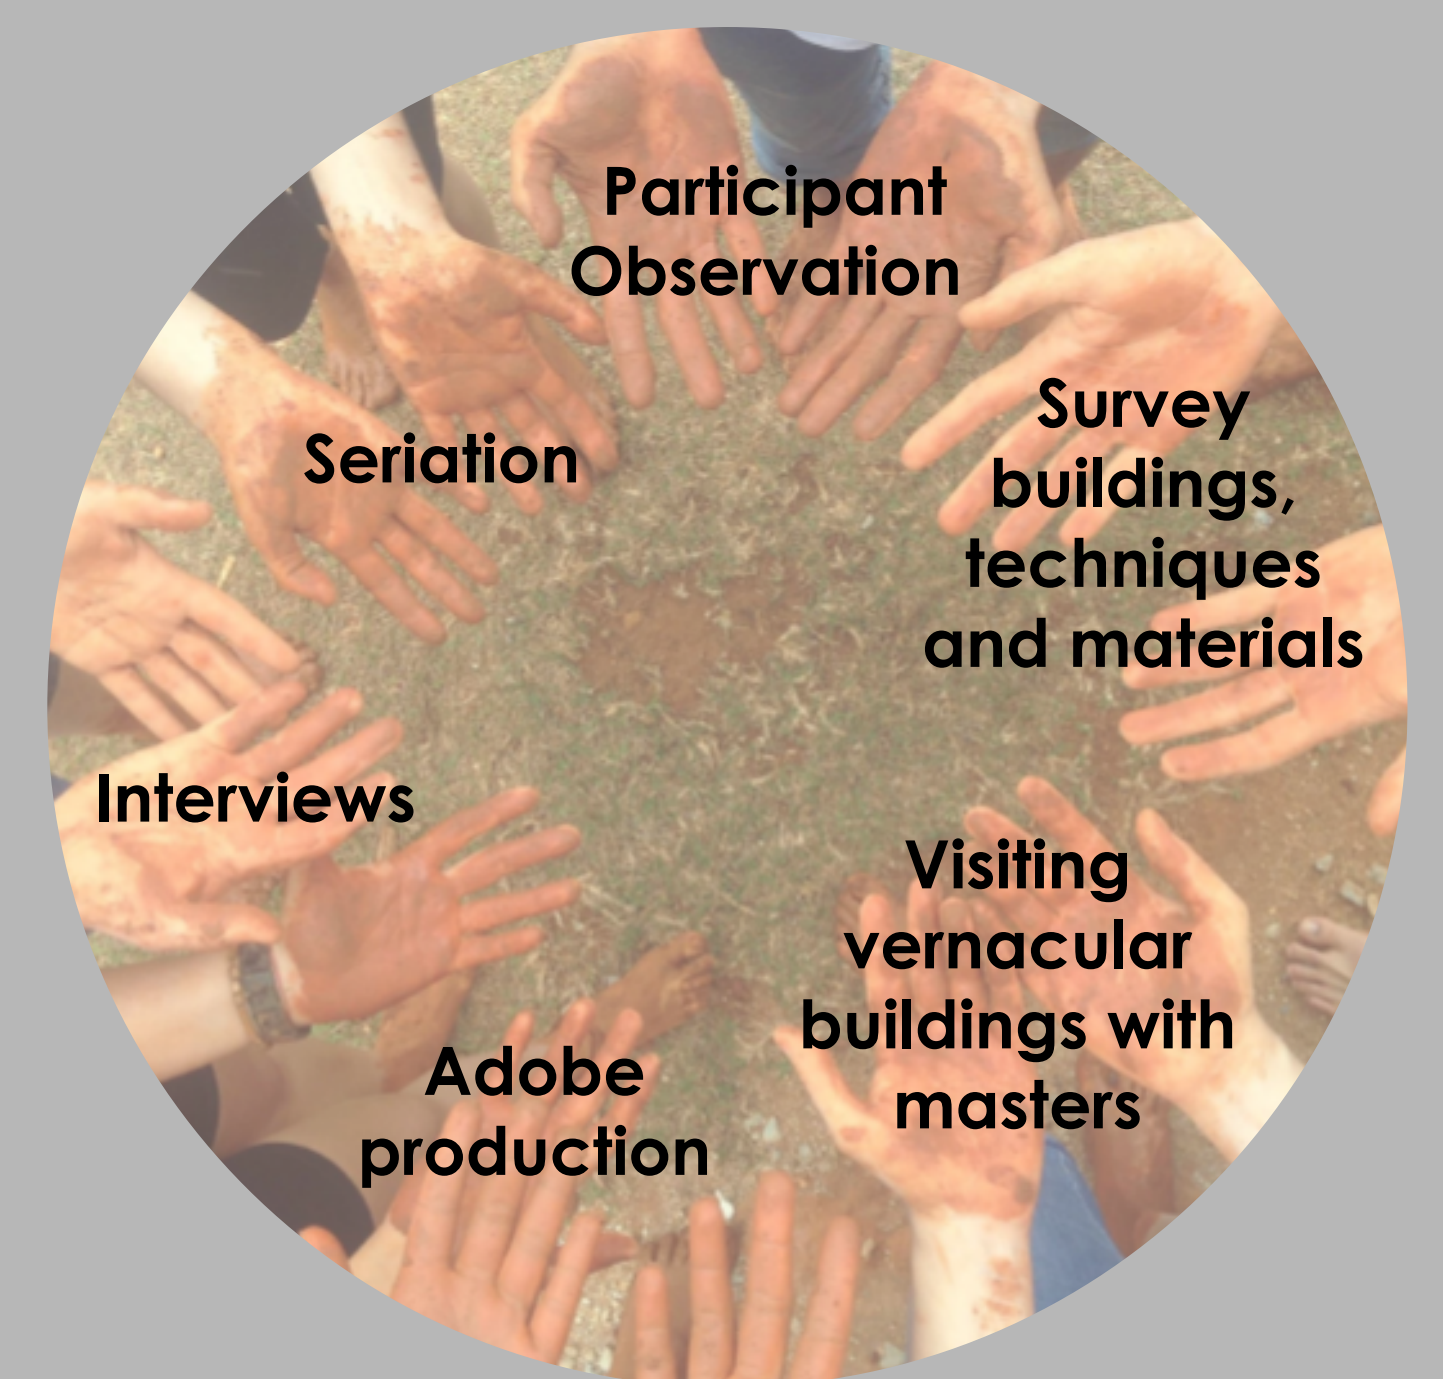 Participant
Observation
Survey
buildings,
techniques
and materials
Visiting
vernacular
buildings with
masters
Adobe
production
Interviews
Seriation